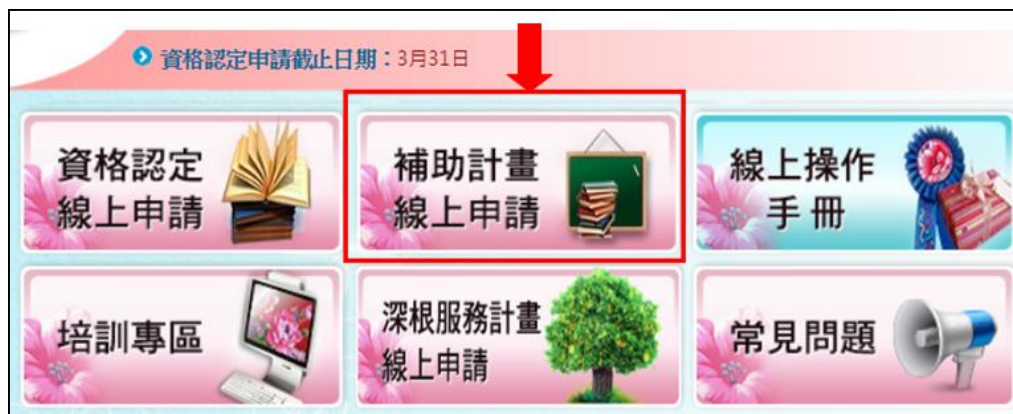 資格認定申請截止日期：3月31日
資格認定
線上申請
補助計畫
線上申請
線上操作
手冊
培訓專區
深根服務計畫
線上申請
常見問題